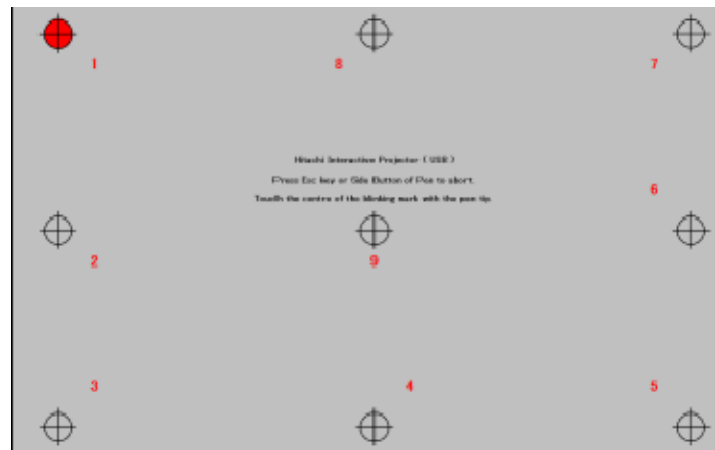 1 8 7
Hitachi Interactive Projector (USB)
Press Esc key or Side Button of Pen to abort.
Touch the centre of the blinking mark with the pen tip.
6
2 9
3 4 5